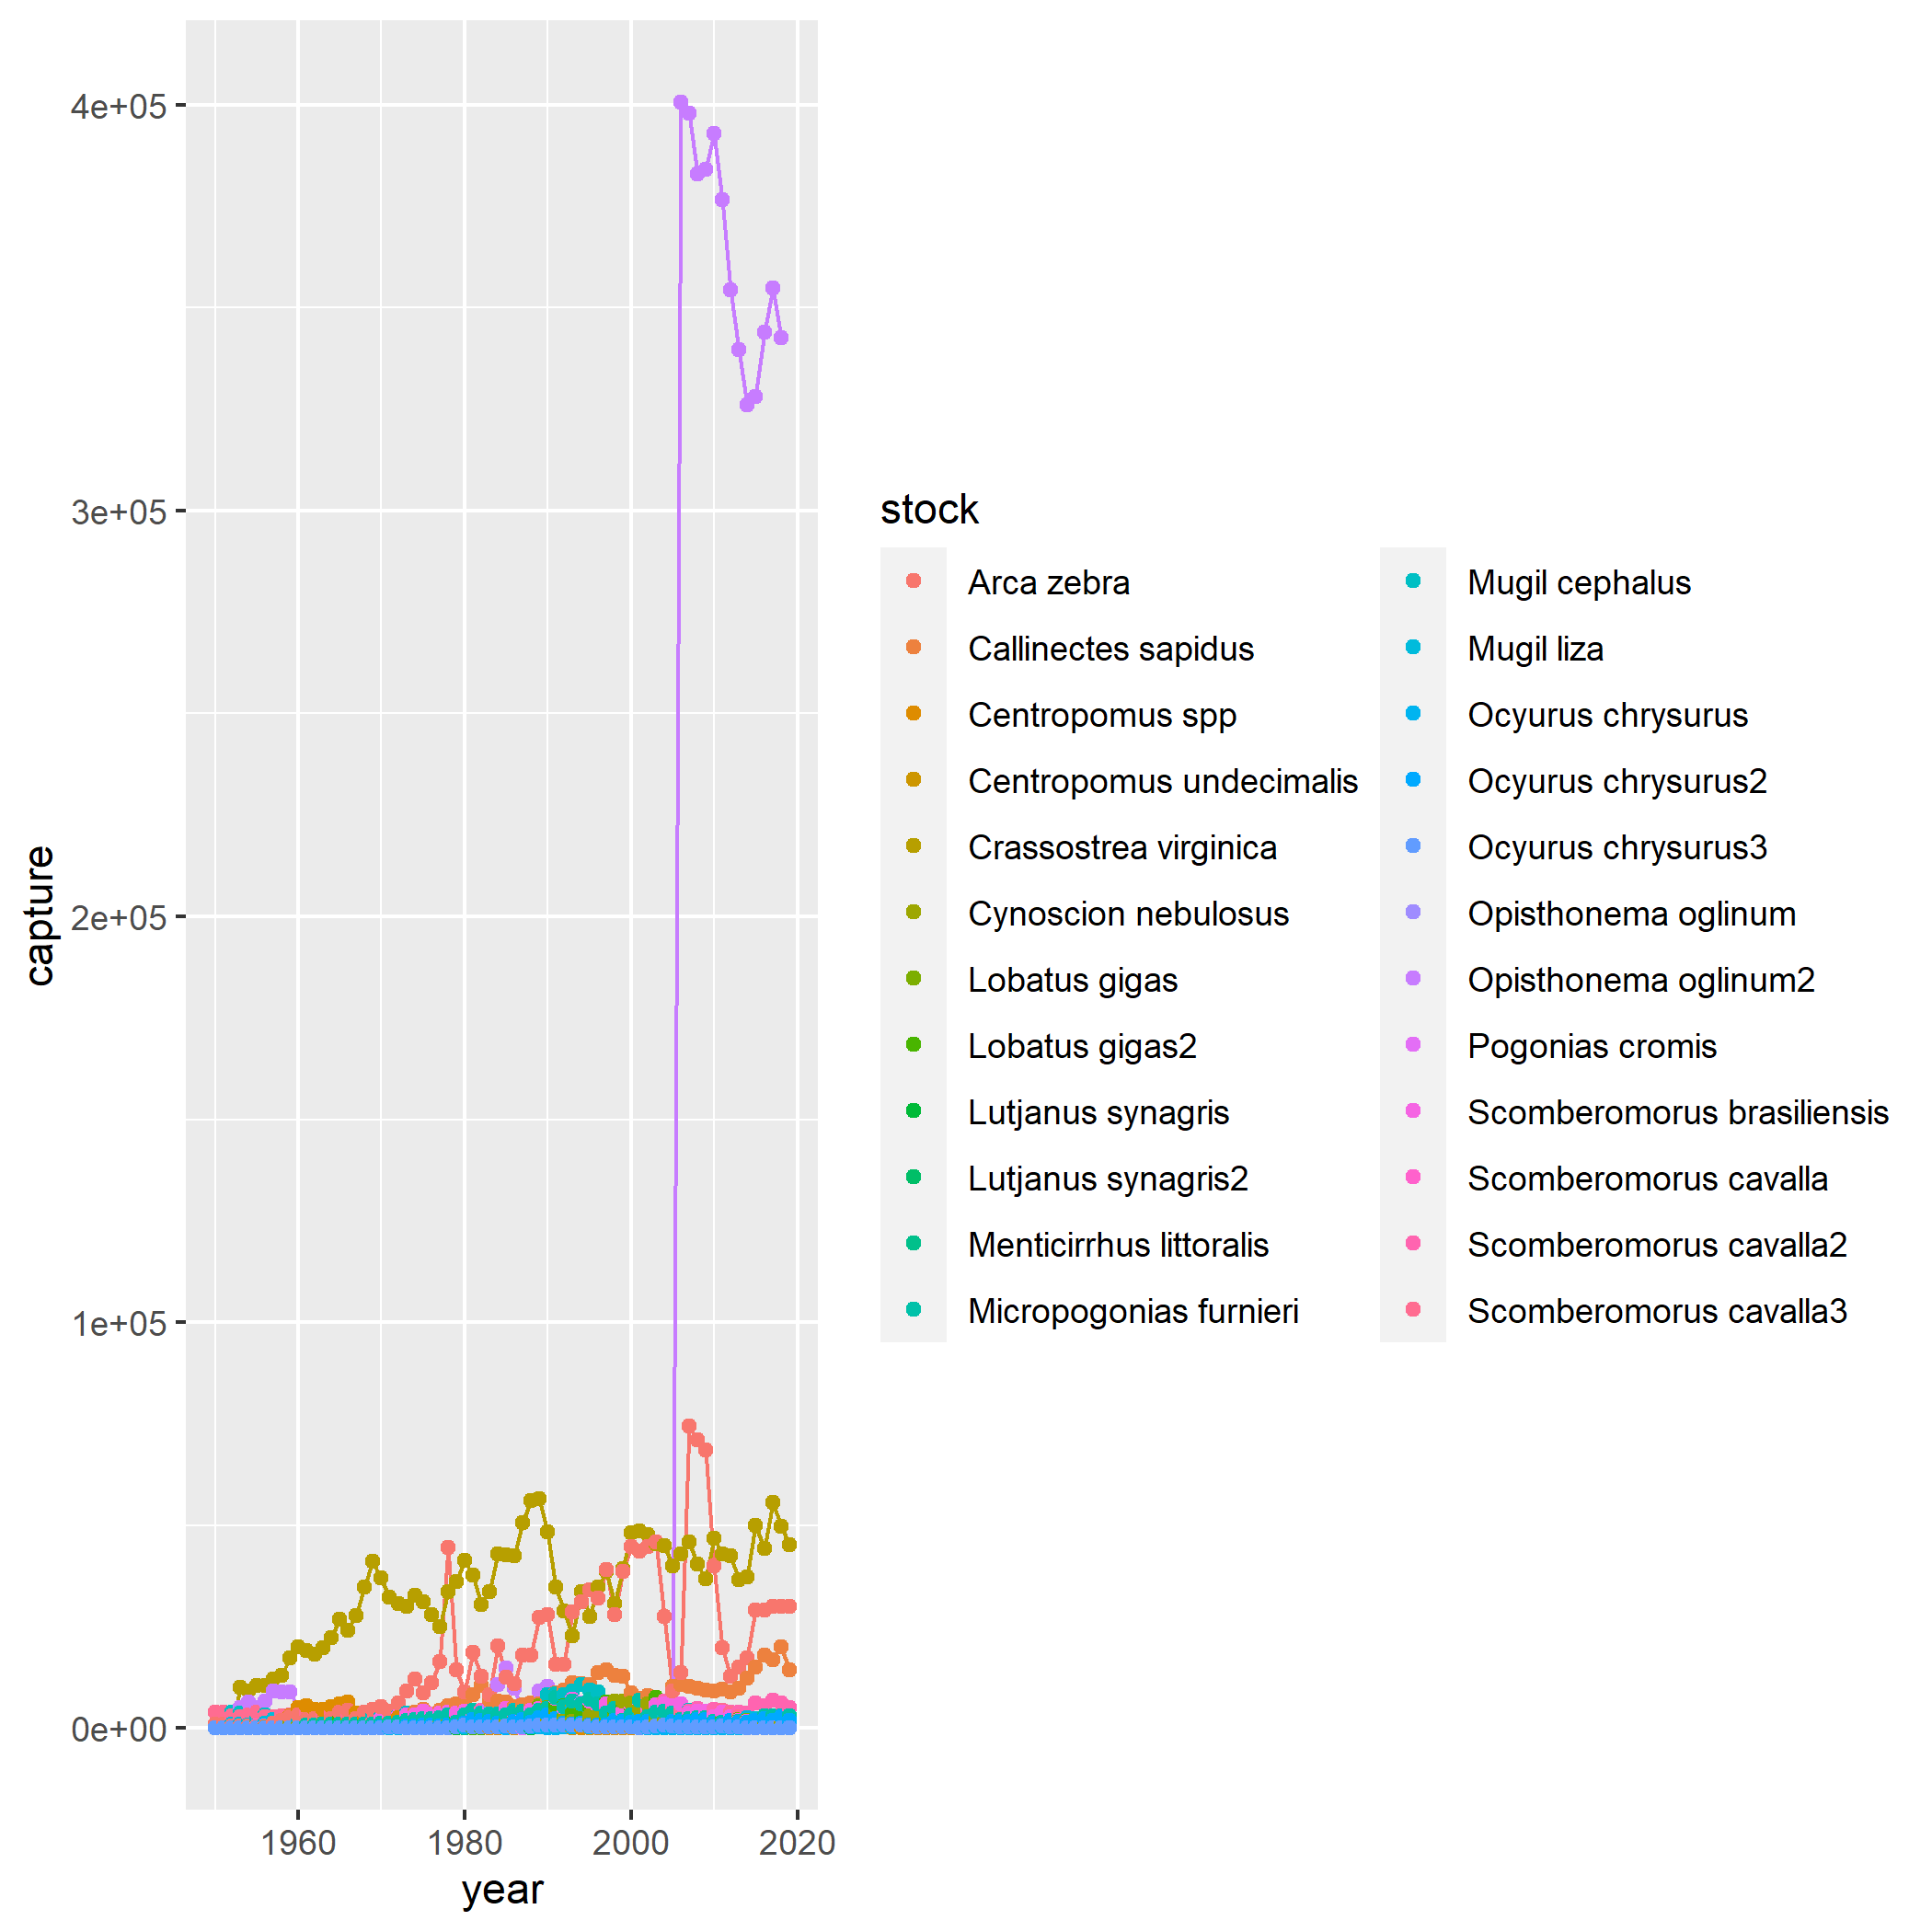 4e+05
3e+05
2e+05
1e+05
0e+00
capture
1960 1980 2000 2020
year
stock
Arca zebra
Callinectes sapidus
Centropomus spp
Centropomus undecimalis
Crassostrea virginica
Cynoscion nebulosus
Lobatus gigas
Lobatus gigas2
Lutjanus synagris
Lutjanus synagris2
Menticirrhus littoralis
Micropogonias furnieri
Mugil cephalus
Mugil liza
Ocyurus chrysurus
Ocyurus chrysurus2
Ocyurus chrysurus3
Opisthonema oglinum
Opisthonema oglinum2
Pogonias cromis
Scomberomorus brasiliensis
Scomberomorus cavalla
Scomberomorus cavalla2
Scomberomorus cavalla3